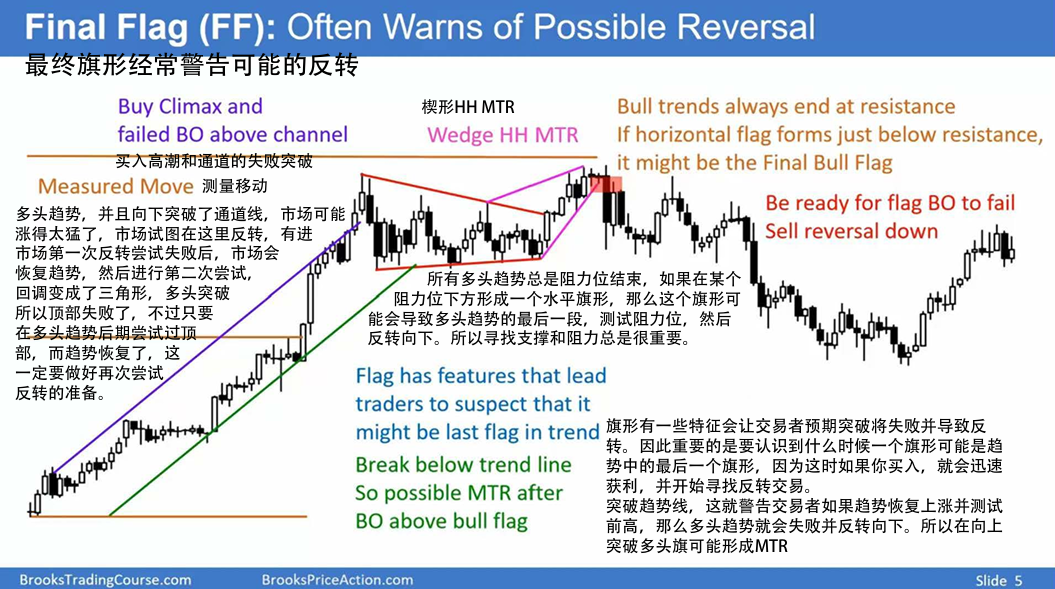 Final Flag (FF): Often Warns of Possible Reversal
最终旗形经常警告可能的反转
Buy Climax and
failed BO above channel
买入高潮和通道的失败突破
楔形HH MTR
Wedge HH MTR
Bull trends always end at resistance
If horizontal flag forms just below resistance,
it might be the Final Bull Flag
Measured Move 测量移动
Be ready for flag BO to fail
Sell reversal down
多头趋势，并且向下突破了通道线，市场可能
涨得太猛了，市场试图在这里反转，有进
市场第一次反转尝试失败后，市场会
恢复趋势，然后进行第二次尝试，
回调变成了三角形，多头突破
所以顶部失败了，不过只要
在多头趋势后期尝试过顶
部，而趋势恢复了，这
一定要做好再次尝试
反转的准备。
所有多头趋势总是阻力位结束，如果在某个
阻力位下方形成一个水平旗形，那么这个旗形可
能会导致多头趋势的最后一段，测试阻力位，然后
反转向下。所以寻找支撑和阻力总是很重要。
Flag has features that lead
traders to suspect that it
might be last flag in trend
Break below trend line
So possible MTR after
BO above bull flag
旗形有一些特征会让交易者预期突破将失败并导致反
转。因此重要的是要认识到什么时候一个旗形可能是趋
势中的最后一个旗形，因为这时如果你买入，就会迅速
获利，并开始寻找反转交易。
突破趋势线，这就警告交易者如果趋势恢复上涨并测试
前高，那么多头趋势就会失败并反转向下。所以在向上
突破多头旗可能形成MTR
BrooksTradingCourse.com
BrooksPriceAction.com
Slide 5